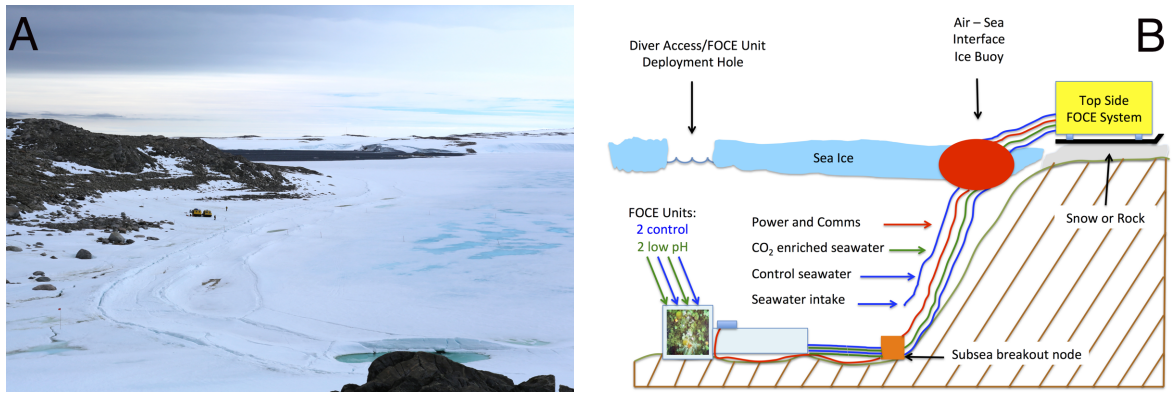 A
B
Diver Access/FOCE Unit
Deployment Hole
Air – Sea
Interface
Ice Buoy
Top Side
FOCE System
Sea Ice
Snow or Rock
FOCE Units:
2 control
2 low pH
Power and Comms
CO₂ enriched seawater
Control seawater
Seawater intake
Subsea breakout node